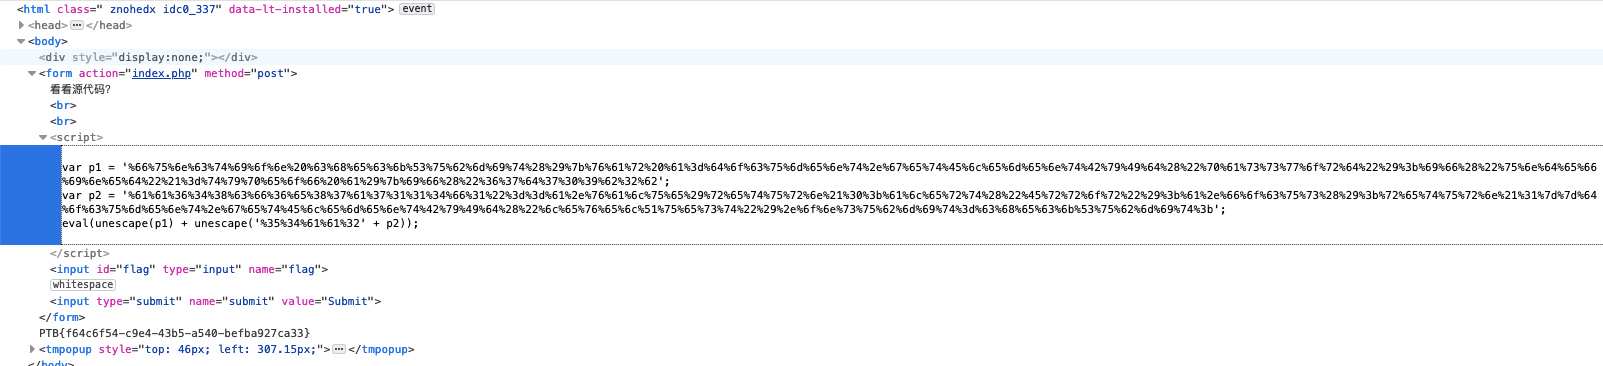 <html class=" znohedx idc0_337" data-lt-installed="true"> event
<head> ... </head>
<body>
<div style="display:none;"></div>
<form action="index.php" method="post">
看看源代码?
<br>
<br>
<script>
var p1 = '%66%75%6e%63%74%69%6f%6e%20%63%68%65%63%6b%53%75%62%6d%69%74%28%29%7b%76%61%72%20%61%3d%64%6f%63%75%6d%65%6e%74%2e%67%65%74%45%6c%65%6d%65%6e%74%42%79%49%64%28%22%70%61%73%73%77%6f%72%64%22%29%3b%69%66%28%22%75%6e%64%65%66
%69%6e%65%64%22%21%3d%74%79%70%65%6f%66%20%61%29%7b%69%66%28%22%36%37%64%37%30%39%62%32%62';
var p2 = '%61%61%36%34%38%63%66%36%65%38%37%61%37%31%31%34%66%31%22%3d%3d%61%2e%76%61%6c%75%65%29%72%65%74%75%72%6e%21%30%3b%61%6c%65%72%74%28%22%45%72%72%6f%72%22%29%3b%61%2e%66%6f%63%75%73%28%29%3b%72%65%74%75%72%6e%21%31%7d%7d%64
%6f%63%75%6d%65%6e%74%2e%67%65%74%45%6c%65%6d%65%6e%74%42%79%49%64%28%22%6c%65%76%65%6c%51%75%65%73%74%22%29%2e%6f%6e%73%75%62%6d%69%74%3d%63%68%65%63%6b%53%75%62%6d%69%74%3b';
eval(unescape(p1) + unescape('%35%34%61%61%32' + p2));
</script>
<input id="flag" type="input" name="flag">
whitespace
<input type="submit" name="submit" value="Submit">
</form>
PTB{f64c6f54-c9e4-43b5-a540-befba927ca33}
<tmpopup style="top: 46px; left: 307.15px;"> ... </tmpopup>
</body>